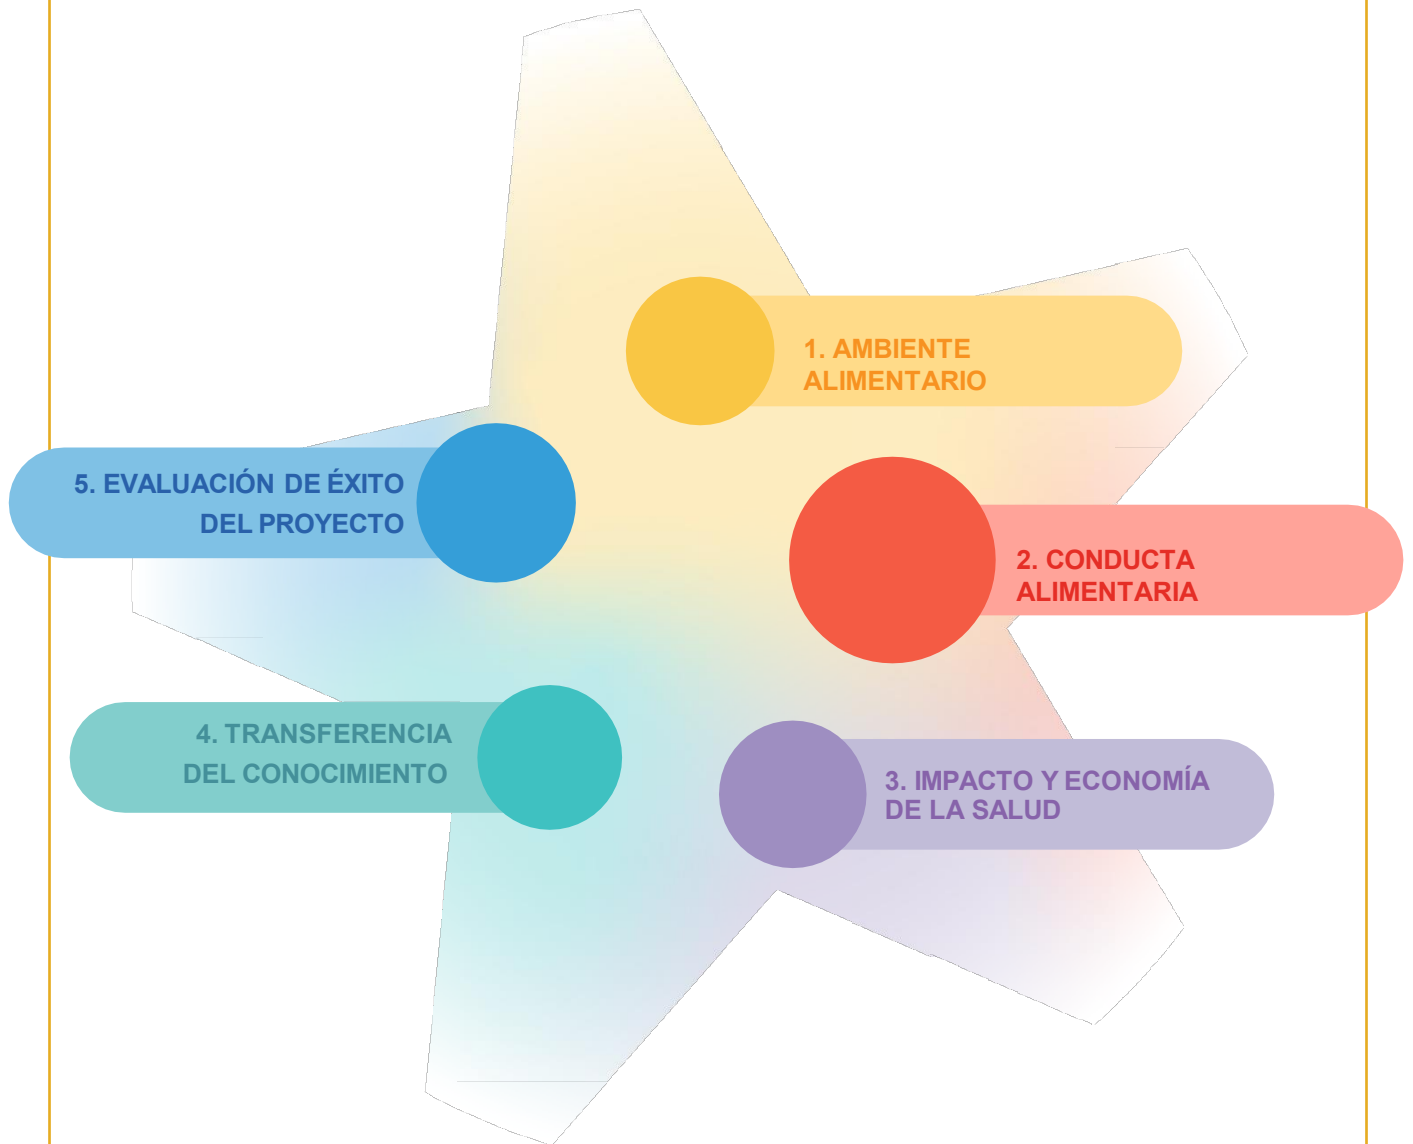 1. AMBIENTE
ALIMENTARIO
2. CONDUCTA
ALIMENTARIA
3. IMPACTO Y ECONOMÍA
DE LA SALUD
4. TRANSFERENCIA
DEL CONOCIMIENTO
5. EVALUACIÓN DE ÉXITO
DEL PROYECTO